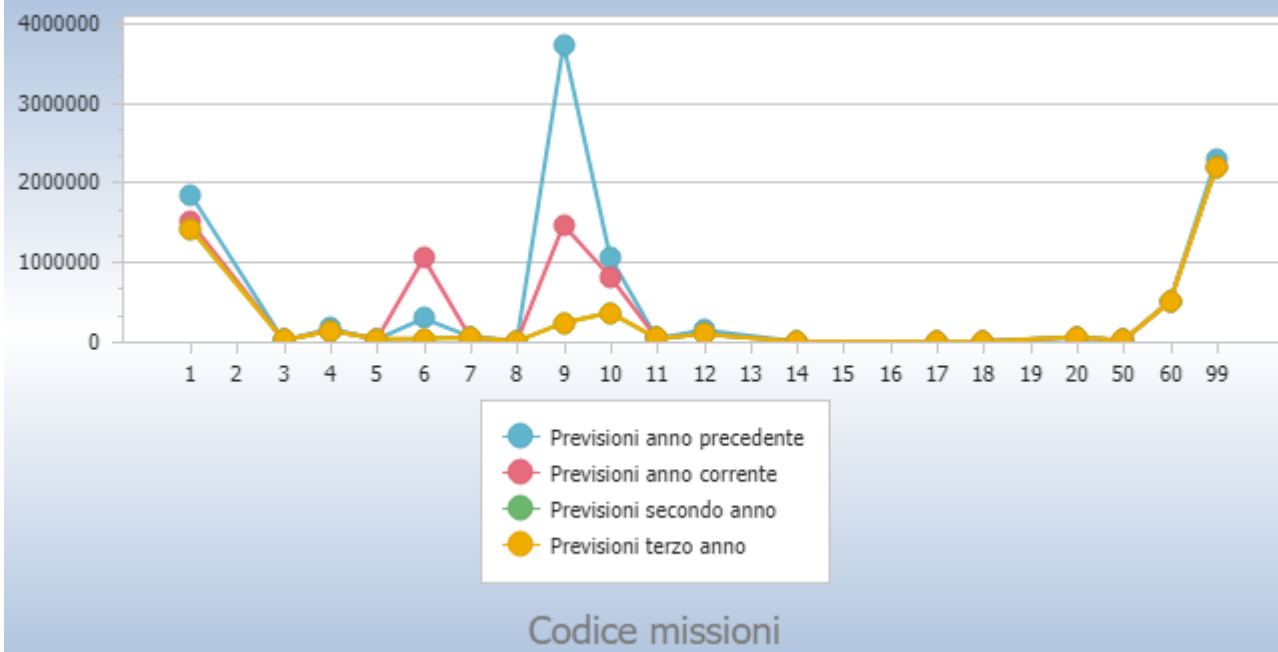 4000000
3000000
2000000
1000000
0
1 2 3 4 5 6 7 8 9 10 11 12 13 14 15 16 17 18 19 20 50 60 99
Previsioni anno precedente
Previsioni anno corrente
Previsioni secondo anno
Previsioni terzo anno
Codice missioni